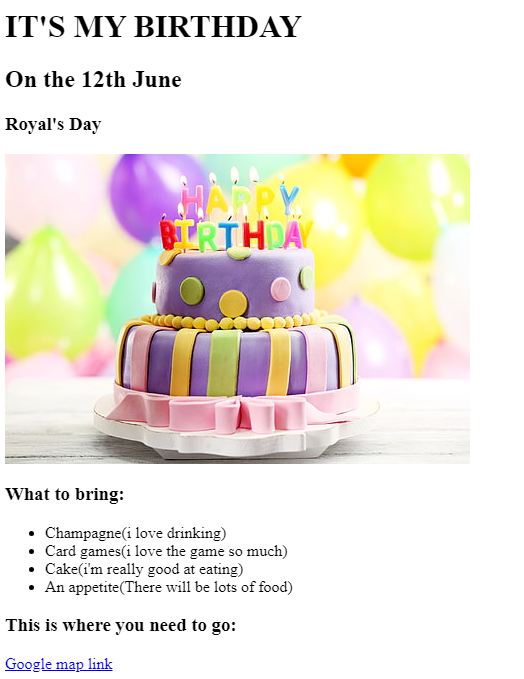 IT'S MY BIRTHDAY
On the 12th June
Royal's Day
HAPPY
BIRTHDAY
What to bring:
Champagne(i love drinking)
Card games(i love the game so much)
Cake(i'm really good at eating)
An appetite(There will be lots of food)
This is where you need to go:
Google map link